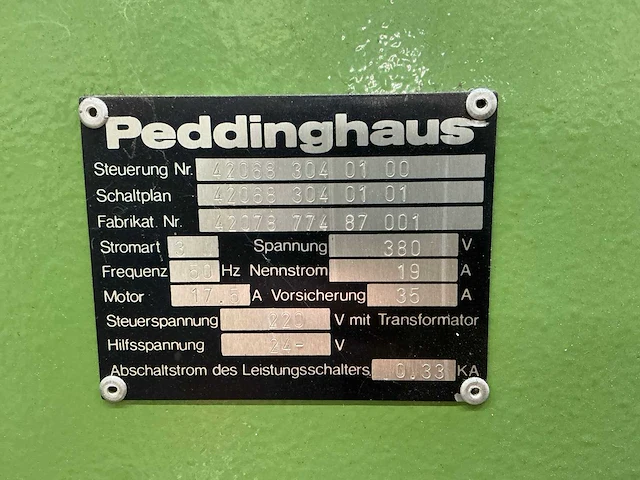 Peddinghaus
Steuerung Nr. 42068 304 01 00
Schaltplan 42068 304 01 01
Fabrikat. Nr. 42078 774 87 001
Stromart 3 Spannung 380 V
Frequenz 50 Hz Nennstrom 19 A
Motor 17.5 A Vorsicherung 35 A
Steuerspannung 220 V mit Transformator
Hilfsspannung 24- V
Abschaltstrom des Leistungsschalters 0.33 KA